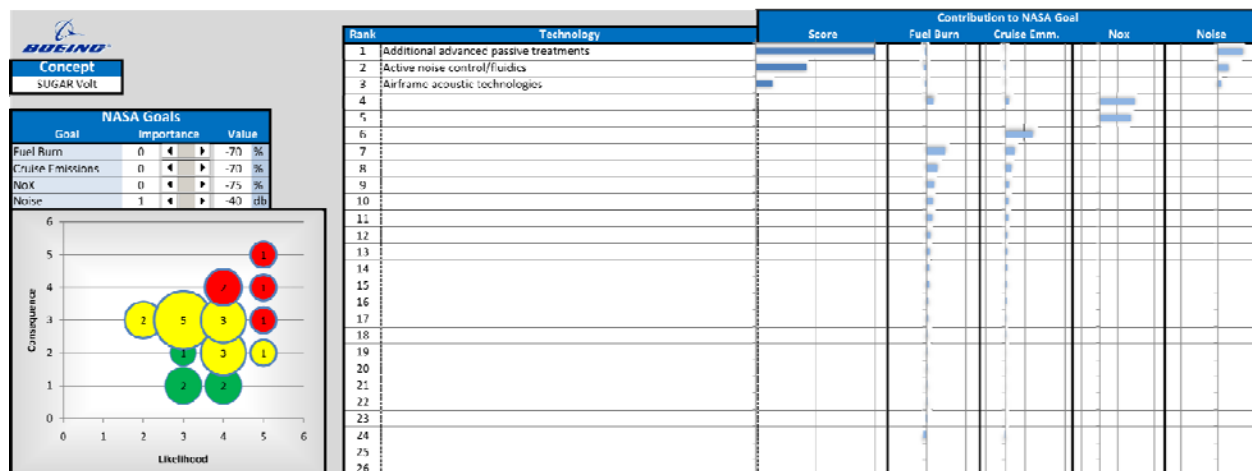 BOEING
Concept
SUGAR Volt
NASA Goals
Goal Importance Value
Fuel Burn 0 -70 %
Cruise Emissions 0 -70 %
NoX 0 -75 %
Noise 1 -40 db
Contribution to NASA Goal
Rank Technology Score Fuel Burn Cruise Emm. Nox Noise
1 Additional advanced passive treatments
2 Active noise control/fluidics
3 Airframe acoustic technologies
4
5
6
7
8
9
10
11
12
13
14
15
16
17
18
19
20
21
22
23
24
25
26
6
5
4
3
2
1
0
Consequence
1
1
2 5 3 1
1 3 1
2 2
0 1 2 3 4 5 6
Likelihood